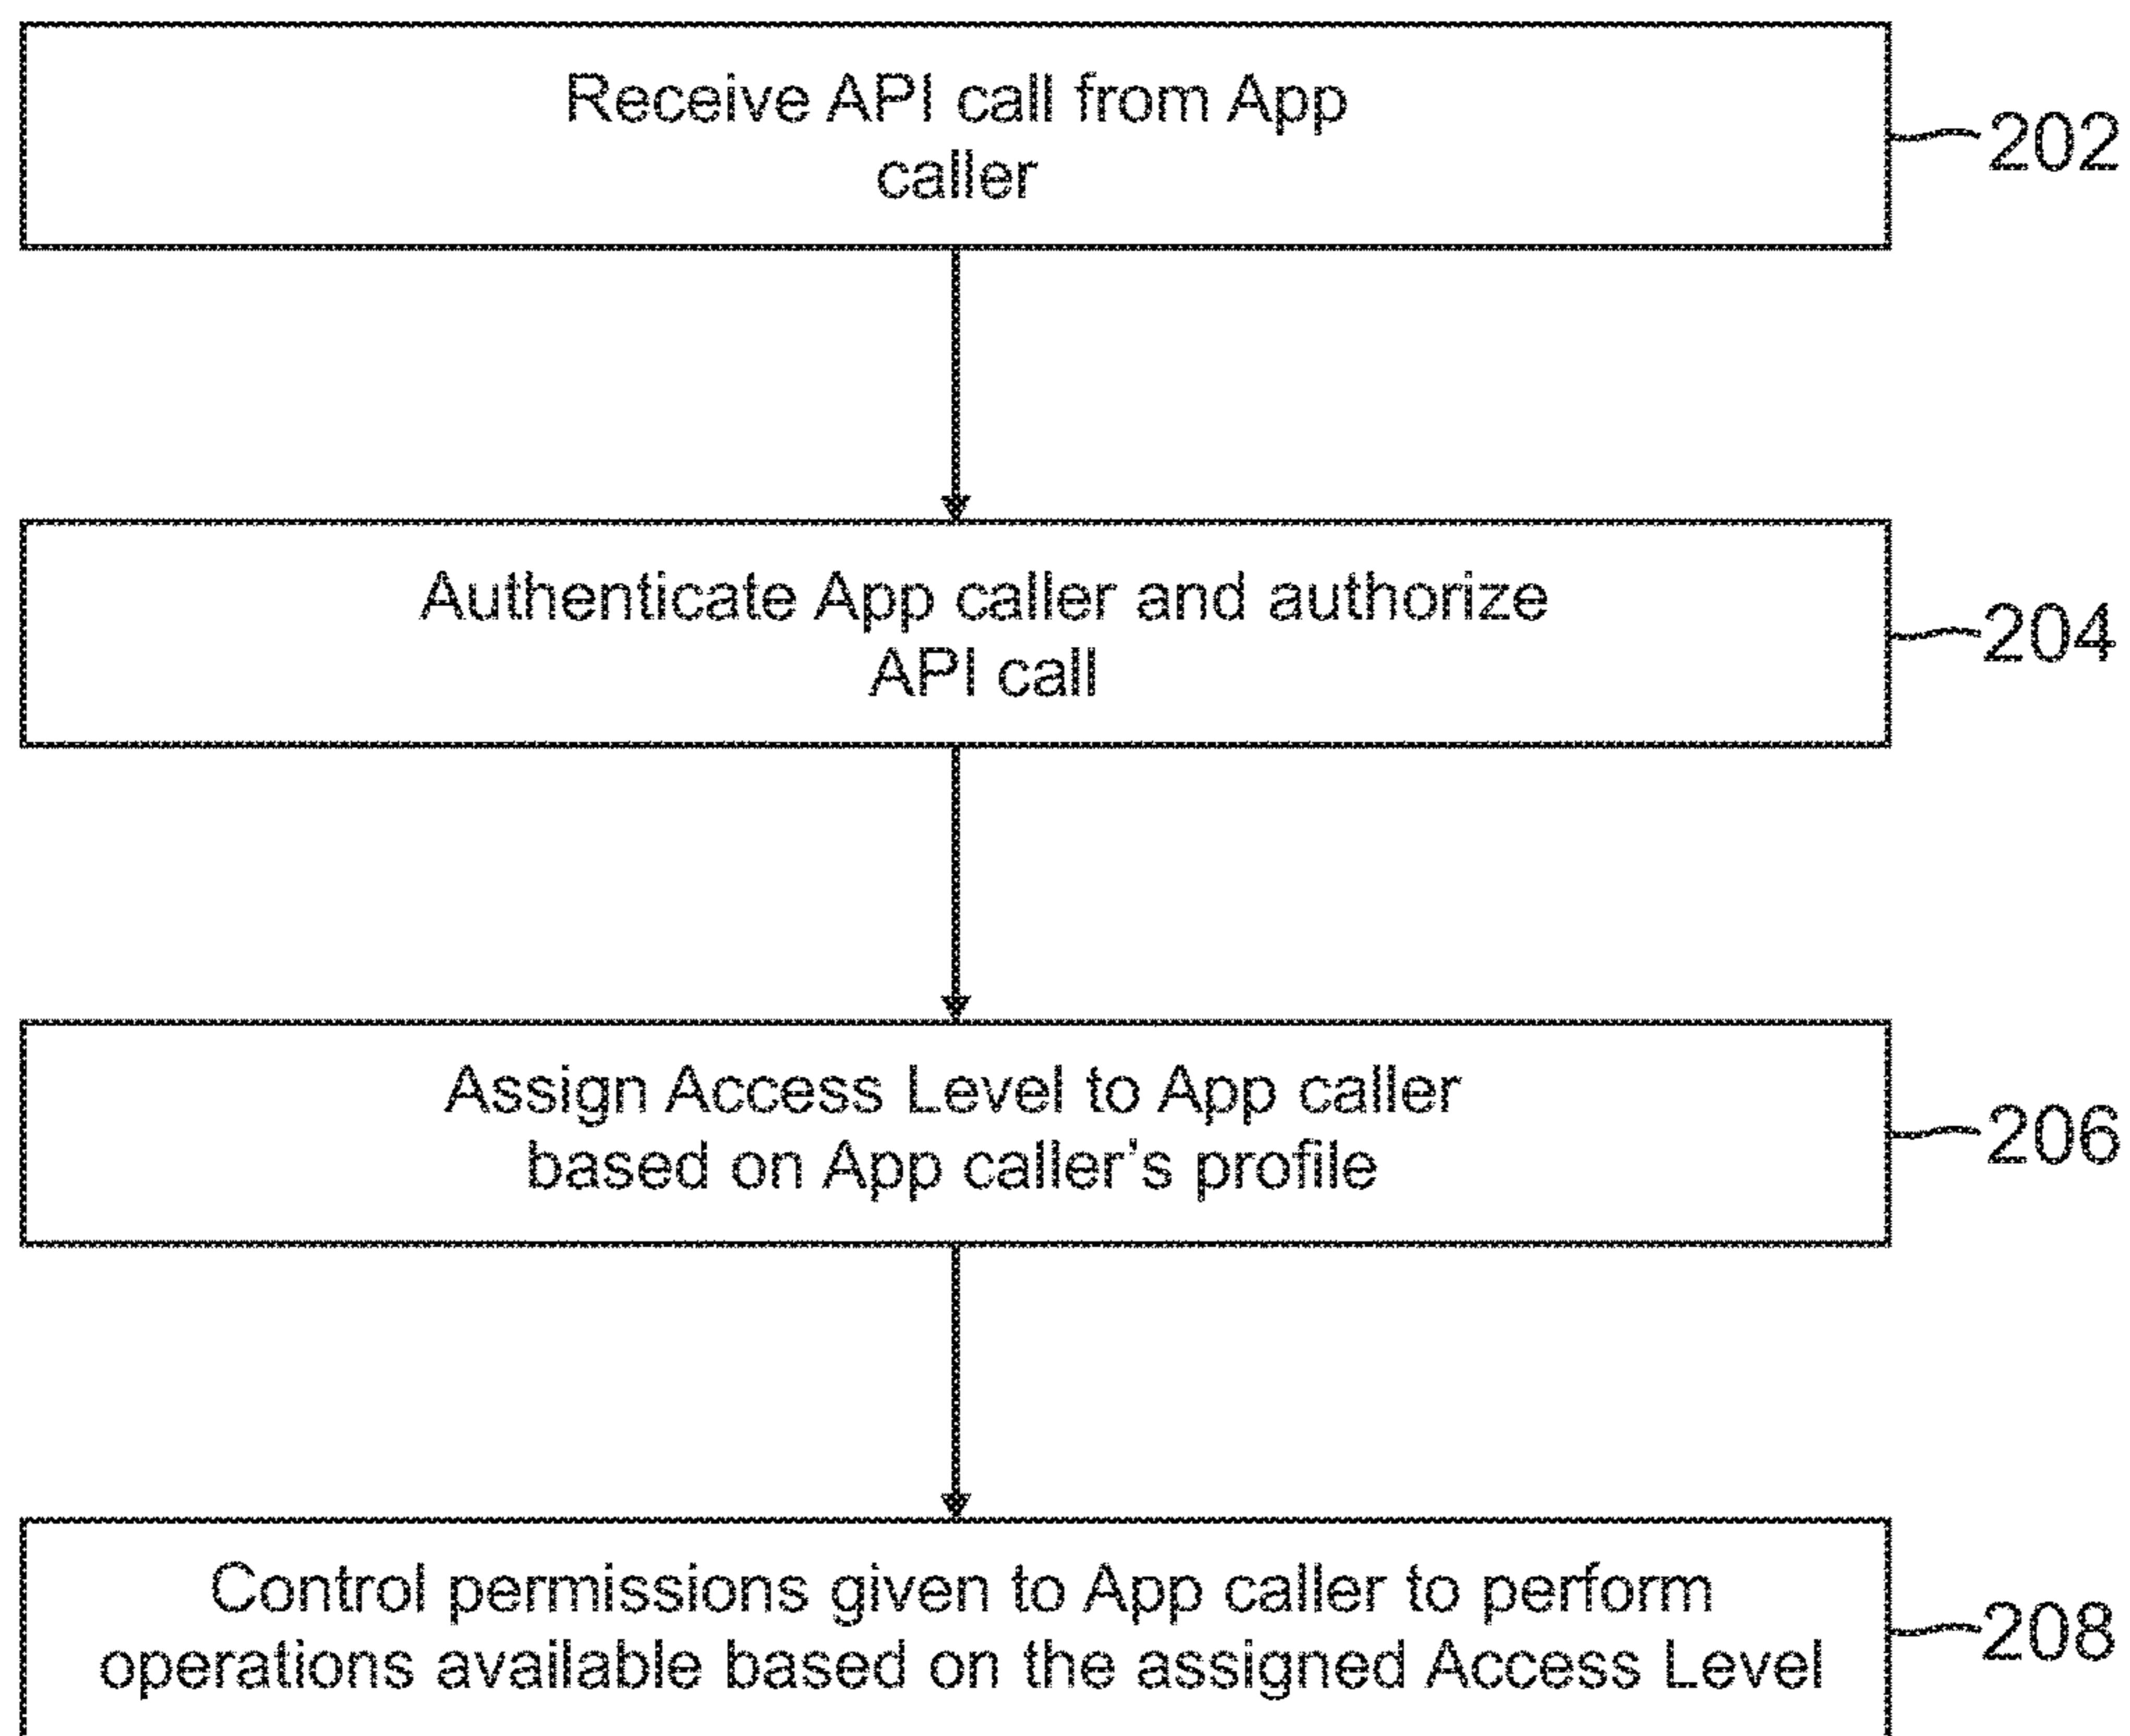 Receive API call from App
caller
202
Authenticate App caller and authorize
API call
204
Assign Access Level to App caller
based on App caller's profile
206
Control permissions given to App caller to perform
operations available based on the assigned Access Level
208